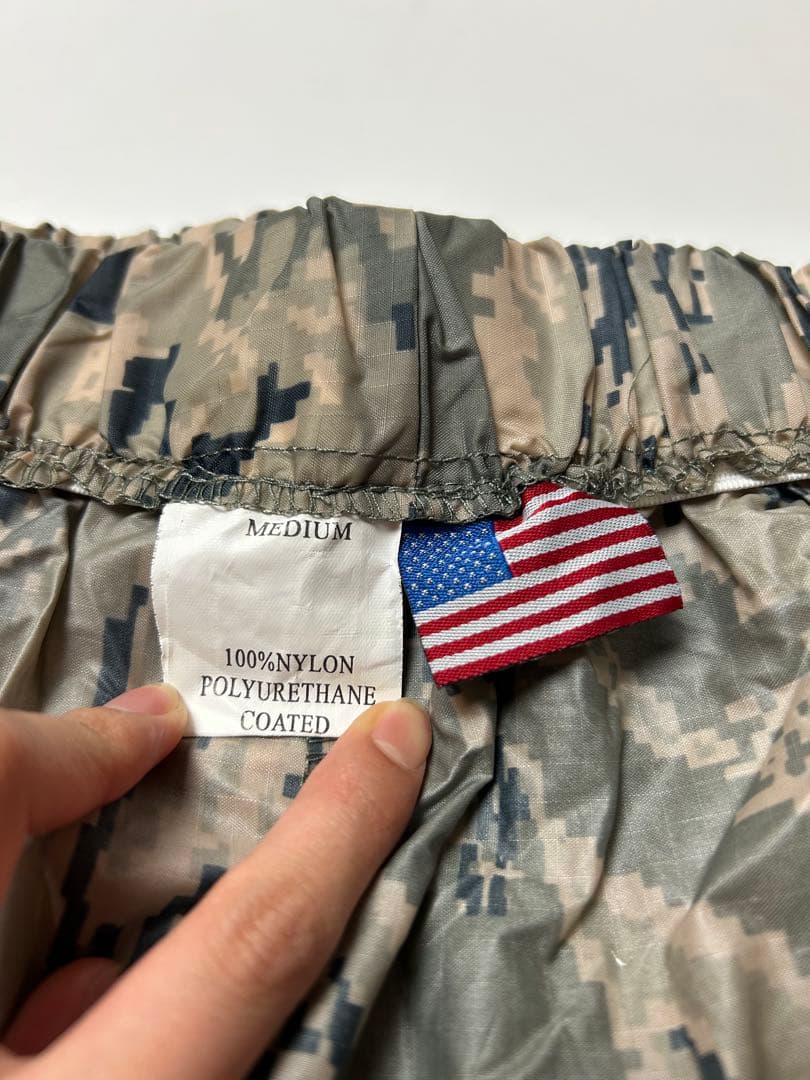 MEDIUM
100%NYLON
POLYURETHANE
COATED